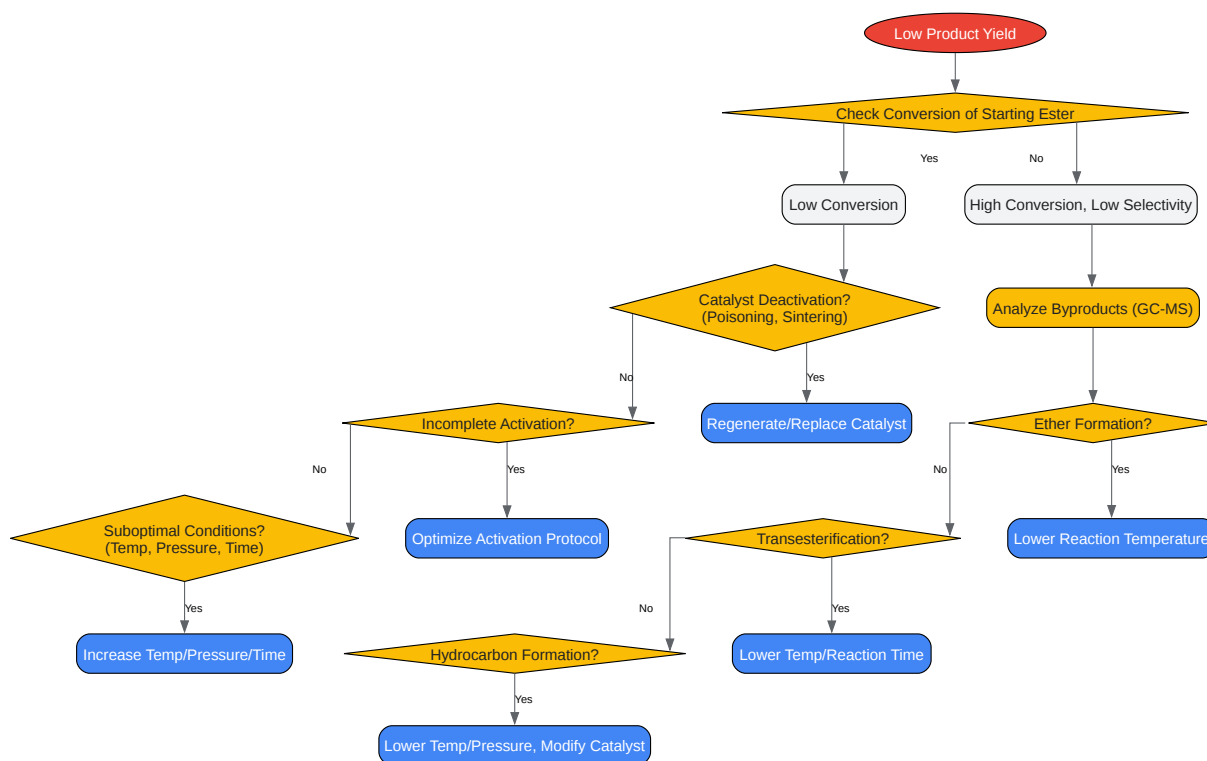 Low Product Yield
Check Conversion of Starting Ester
Yes
No
Low Conversion
High Conversion, Low Selectivity
Catalyst Deactivation?
(Poisoning, Sintering)
Analyze Byproducts (GC-MS)
No
Yes
Incomplete Activation?
Regenerate/Replace Catalyst
Ether Formation?
No
Yes
No
Yes
Suboptimal Conditions?
(Temp, Pressure, Time)
Optimize Activation Protocol
Transesterification?
Lower Reaction Temperature
Yes
No
Yes
Increase Temp/Pressure/Time
Hydrocarbon Formation?
Lower Temp/Reaction Time
Yes
Lower Temp/Pressure, Modify Catalyst